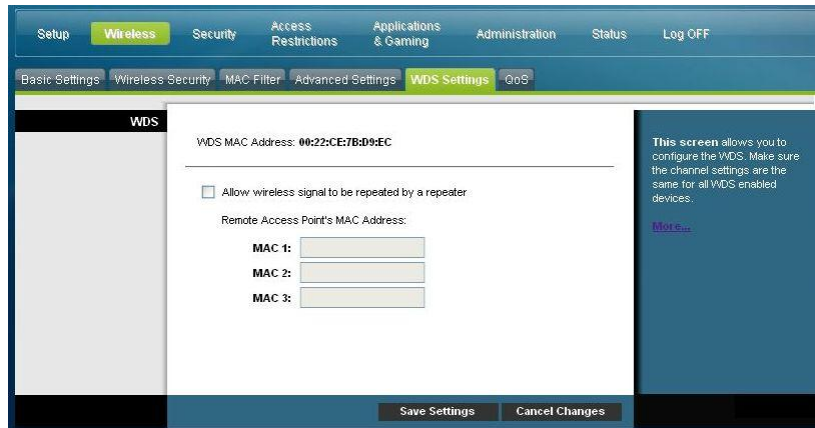 Setup Wireless Security Access Restrictions Applications & Gaming Administration Status Log OFF
Basic Settings Wireless Security MAC Filter Advanced Settings WDS Settings QoS
WDS
WDS MAC Address: 00:22:CE:7B:D9:EC
Allow wireless signal to be repeated by a repeater
Remote Access Point's MAC Address:
MAC 1:
MAC 2:
MAC 3:
This screen allows you to
configure the WDS. Make sure
the channel settings are the
same for all WDS enabled
devices.
More...
Save Settings Cancel Changes